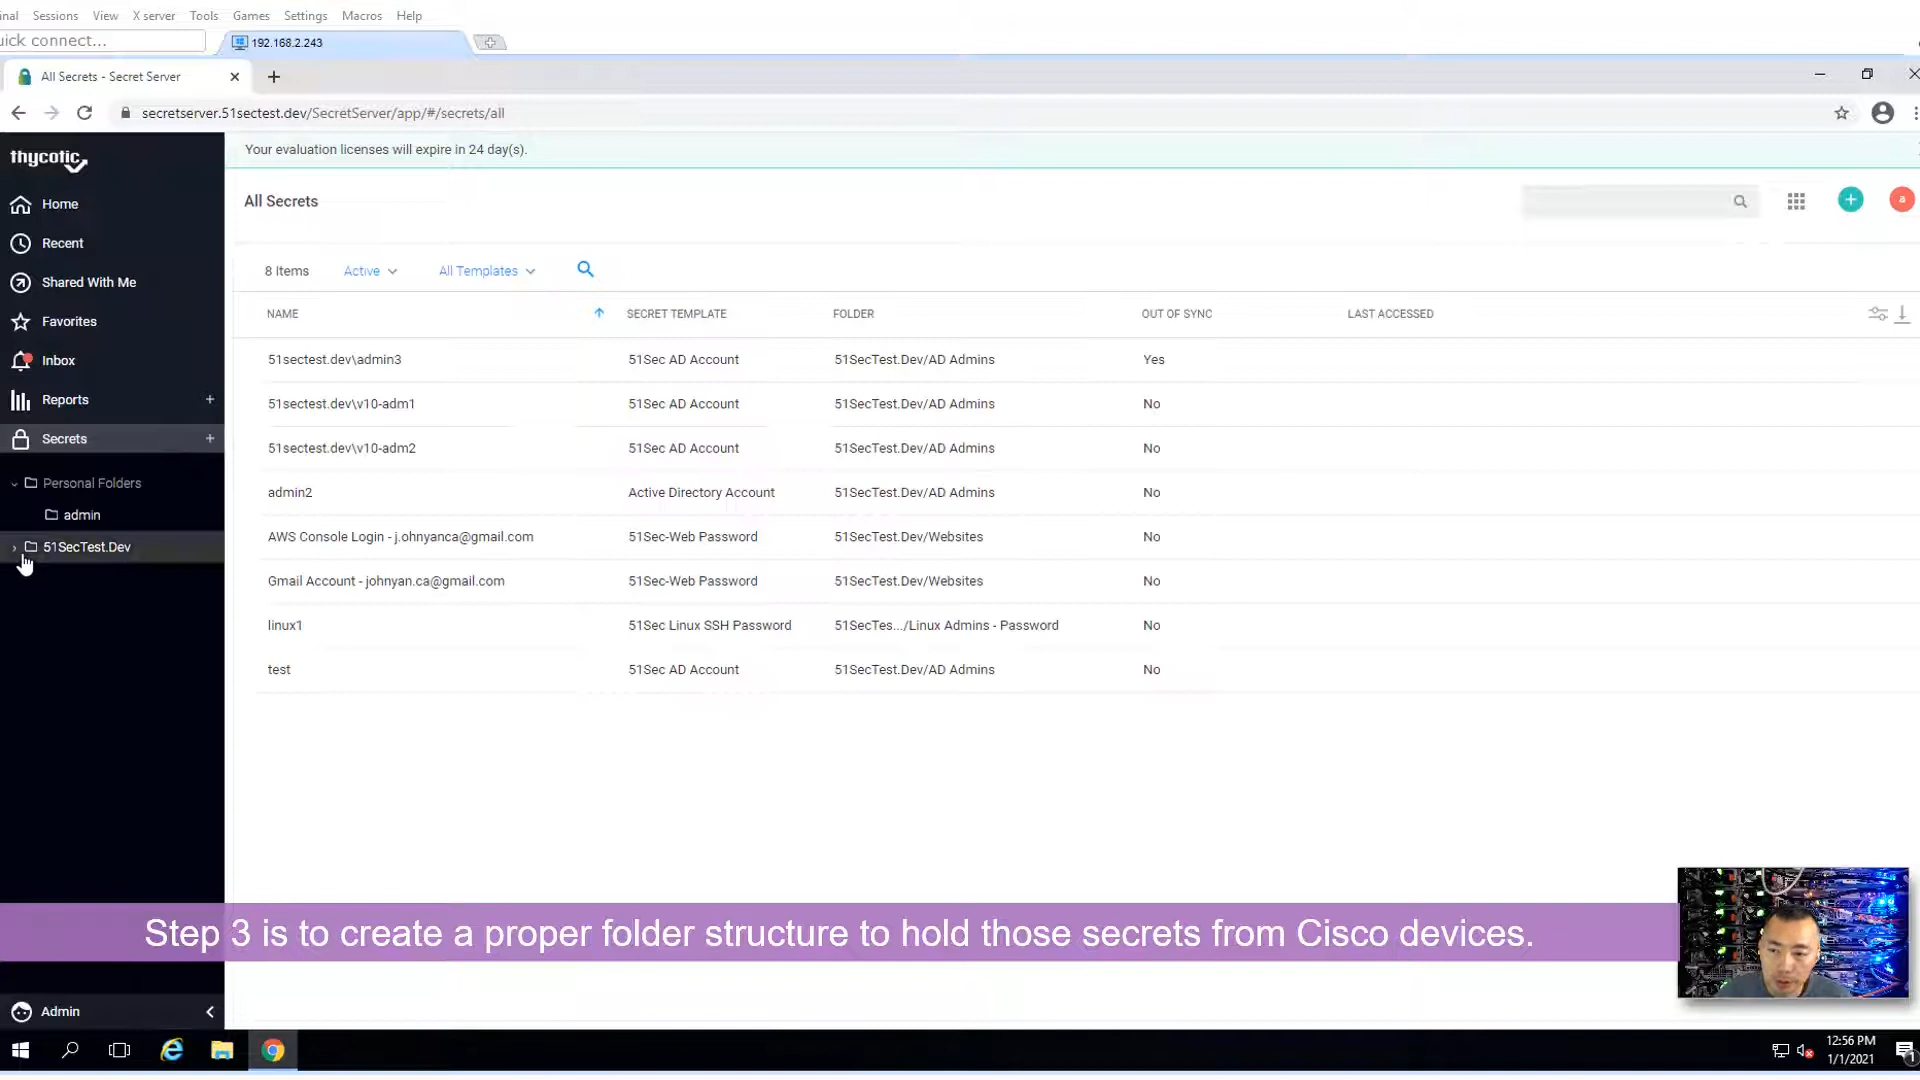 inal Sessions View X server Tools Games Settings Macros Help
uick connect... 192.168.2.243
All Secrets - Secret Server
secretserver.51sectest.dev/SecretServer/app/#/secrets/all
thycotic
Your evaluation licenses will expire in 24 day(s).
Home
Recent
Shared With Me
Favorites
Inbox
Reports
Secrets
Personal Folders
admin
51SecTest.Dev
Admin
All Secrets
a
8 Items Active All Templates
NAME SECRET TEMPLATE FOLDER OUT OF SYNC LAST ACCESSED
51sectest.dev\admin3 51Sec AD Account 51SecTest.Dev/AD Admins Yes
51sectest.dev\v10-adm1 51Sec AD Account 51SecTest.Dev/AD Admins No
51sectest.dev\v10-adm2 51Sec AD Account 51SecTest.Dev/AD Admins No
admin2 Active Directory Account 51SecTest.Dev/AD Admins No
AWS Console Login - j.ohnyanca@gmail.com 51Sec-Web Password 51SecTest.Dev/Websites No
Gmail Account - johnyan.ca@gmail.com 51Sec-Web Password 51SecTest.Dev/Websites No
linux1 51Sec Linux SSH Password 51SecTes.../Linux Admins - Password No
test 51Sec AD Account 51SecTest.Dev/AD Admins No
Step 3 is to create a proper folder structure to hold those secrets from Cisco devices.
12:56 PM
1/1/2021
1